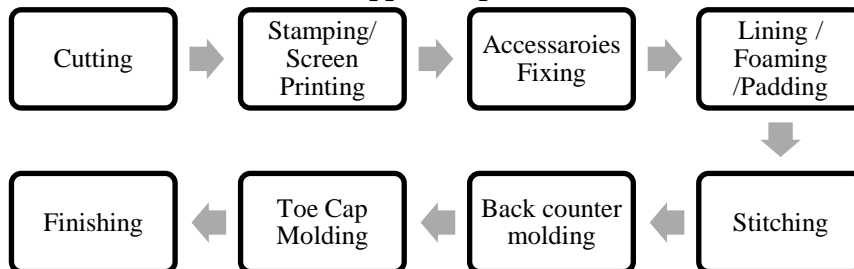 Cutting
Stamping/
Screen
Printing
Accessaroies
Fixing
Lining /
Foaming
/Padding
Stitching
Back counter
molding
Toe Cap
Molding
Finishing